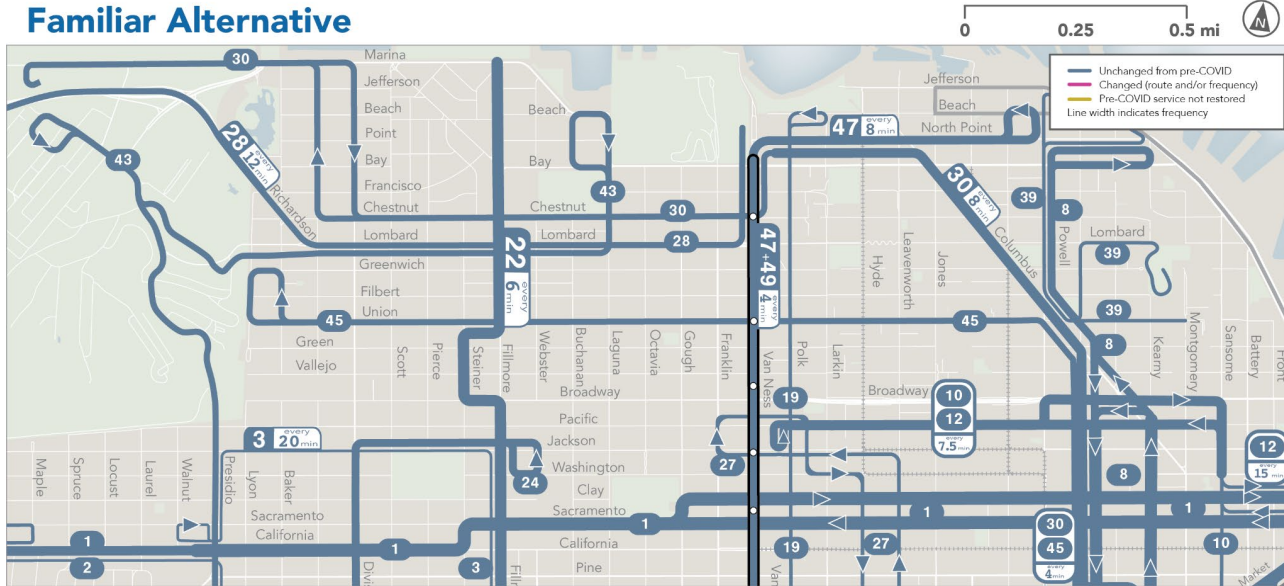 Familiar Alternative
0 0.25 0.5 mi
N
Unchanged from pre-COVID
Changed (route and/or frequency)
Pre-COVID service not restored
Line width indicates frequency
30
Marina
Jefferson
Beach
Point
Bay
Francisco
Chestnut
Lombard
Greenwich
Filbert
Union
Green
Vallejo
43
28 every 12 min
Richardson
Beach
Bay
43
Chestnut
30
Lombard
28
22 every 6 min
47+49 every 4 min
47 every 8 min
North Point
Jefferson
Beach
30 every 8 min
Columbus
39
8
Powell
Lombard
39
39
8
45
45
Hyde
Leavenworth
Jones
Scott
Pierce
Steiner
Fillmore
Webster
Buchanan
Laguna
Octavia
Gough
Franklin
Van Ness
Polk
Larkin
Kearny
Montgomery
Sansome
Battery
Front
Broadway
Broadway
Pacific
Jackson
Washington
Clay
Sacramento
California
Pine
19
10
12
every 7.5 min
12
every 15 min
3 every 20 min
24
27
8
Maple
Spruce
Locust
Laurel
Walnut
Presidio
Lyon
Baker
Sacramento
California
1
2
1
3
1
1
1
19
27
30
45
every 4 min
10
Divi
Fillm
Van
Market